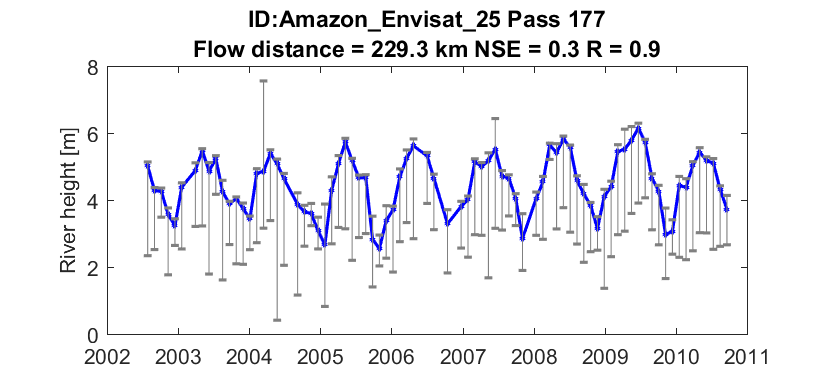 ID:Amazon_Envisat_25 Pass 177
Flow distance = 229.3 km NSE = 0.3 R = 0.9
River height [m]
8
6
4
2
0
2002 2003 2004 2005 2006 2007 2008 2009 2010 2011